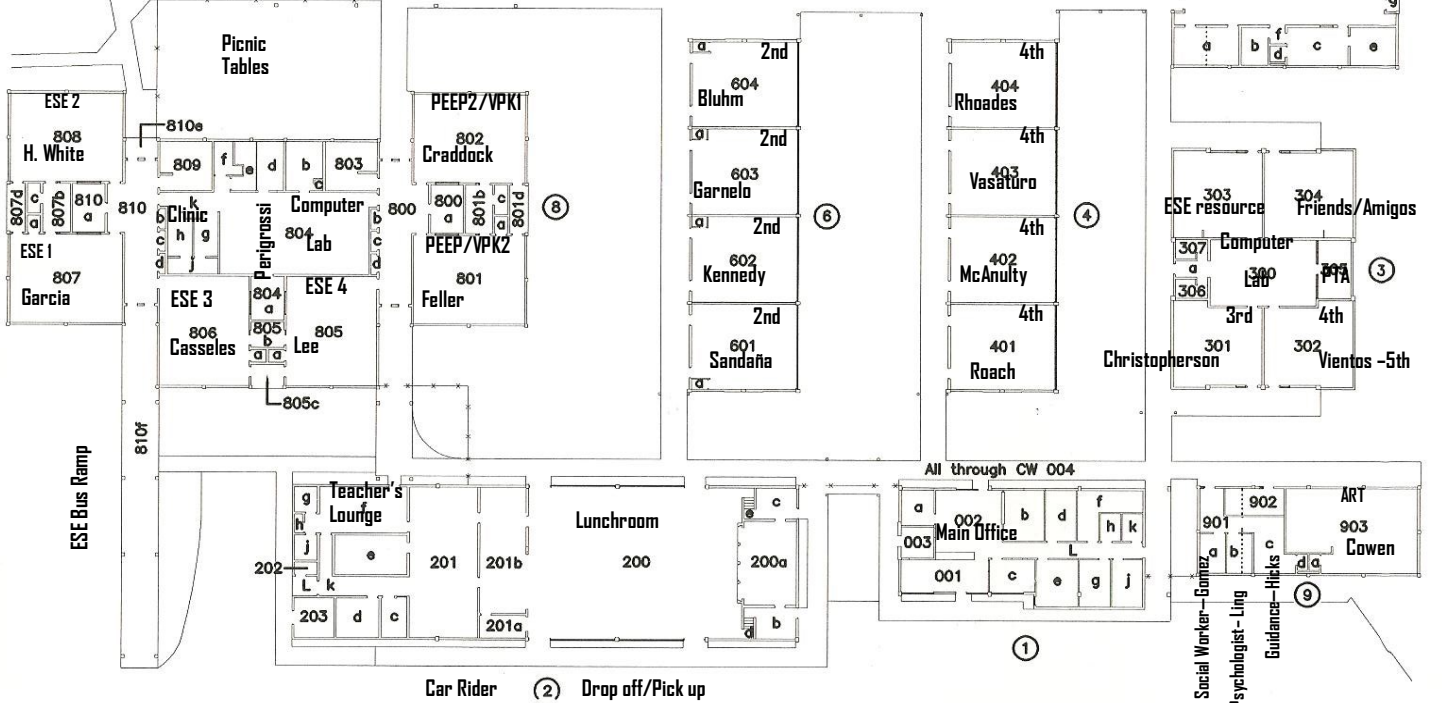 g
a
b
f
d
c
e
Picnic
Tables
ESE 2
808
H. White
810e
PEEP2/VPK1
802
Craddock
a
2nd
604
Bluhm
4th
404
Rhoades
809
f
e
d
b
c
803
a
2nd
603
Garnelo
4th
403
Vasaturo
303
ESE resource
304
Friends/Amigos
807d
c
a
807b
810
a
810
k
Clinic
h
g
j
b
c
d
Perigrossi
Computer
804
Lab
b
c
d
800
800
a
801b
c
a
801d
8
6
4
3
ESE 1
807
Garcia
PEEP/VPK2
801
Feller
a
2nd
602
Kennedy
4th
402
McAnulty
Computer
Lab
300
307
a
306
305
PTA
ESE 3
806
Casseles
804
a
805
b
a
a
ESE 4
805
Lee
805c
2nd
601
Sandaña
a
4th
401
Roach
3rd
301
Christopherson
4th
302
Vientos -5th
810f
ESE Bus Ramp
All through CW 004
g
h
j
202
L
k
203
Teacher's
f
Lounge
e
d
c
201
201b
201a
Lunchroom
200
c
e
200a
d
b
a
002
Main Office
003
001
b
d
f
h
k
L
c
e
g
j
902
901
a
b
c
d
a
ART
903
Cowen
9
1
Social Worker-Gomez
sychologist - Ling
Guidance-Hicks
Car Rider
2
Drop off/Pick up